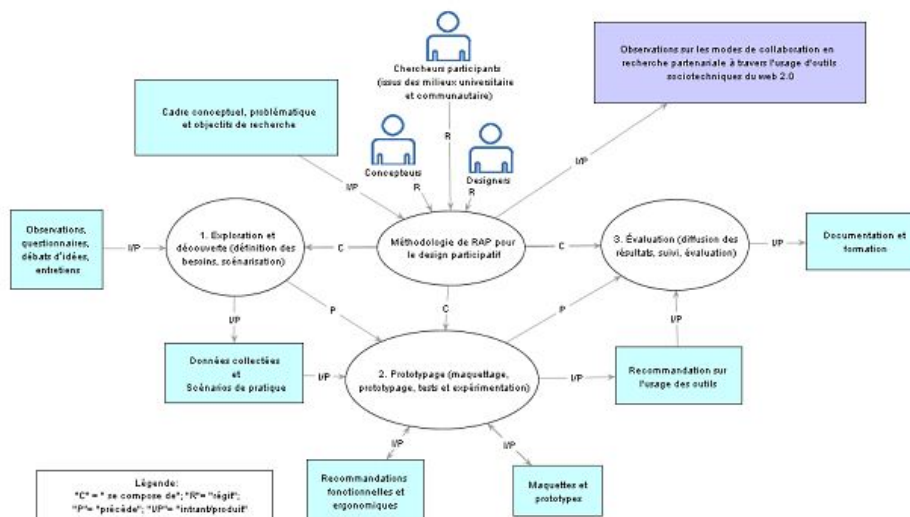 Chercheurs participants
(issus des milieux universitaire
et communautaire)
Observations sur les modes de collaboration en
recherche partenariale à travers l'usage d'outils
sociotechniques du web 2.0
Cadre conceptuel, problématique
et objectifs de recherche
R
I/P
I/P
Concepteurs
R
Designers
R
Observations,
questionnaires,
débats d'idées,
entretiens
I/P
1. Exploration et
découverte (définition des
besoins, scénarisation)
C
Méthodologie de RAP pour
le design participatif
C
3. Évaluation (diffusion des
résultats, suivi, évaluation)
I/P
Documentation et
formation
I/P
P
C
P
I/P
Données collectées
et
Scénarios de pratique
I/P
2. Prototypage (maquettage,
prototypage, tests et expérimentation)
I/P
Recommandation sur
l'usage des outils
I/P
I/P
Recommandations
fonctionnelles et
ergonomiques
Maquettes et
prototypes
Légende:
"C" = " se compose de"; "R"= "régit";
"P"= "précède"; "I/P"= "intrant/produit"